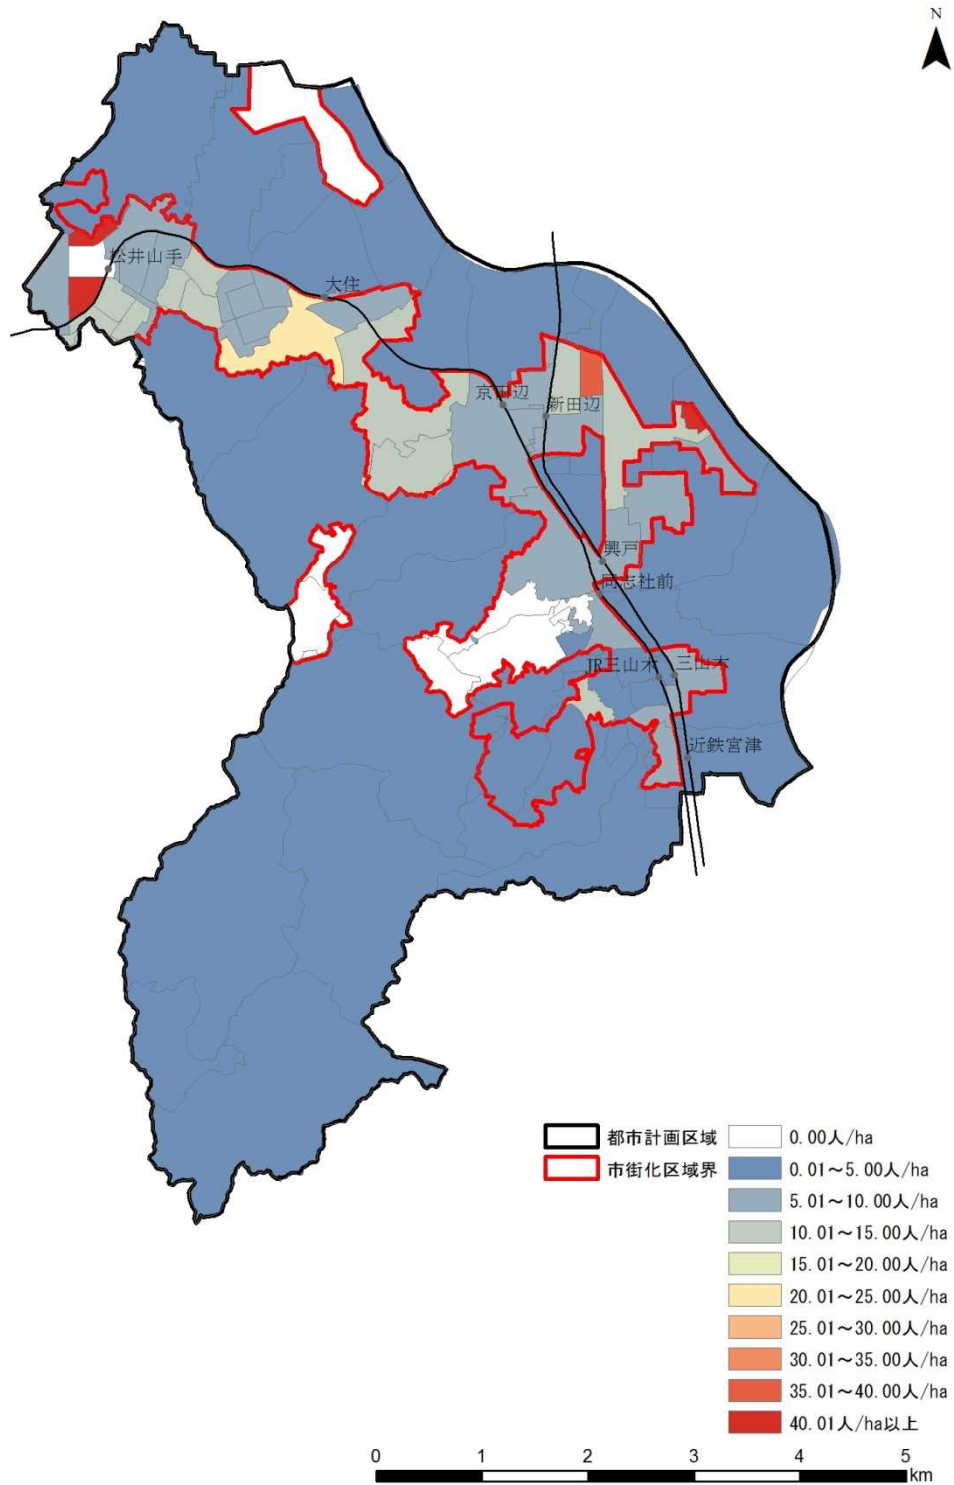 N
松井山手
大住
京田辺
新田辺
興戸
同志社前
JR三山木
三山木
近鉄宮津
都市計画区域
市街化区域界
0.00人/ha
0.01～5.00人/ha
5.01～10.00人/ha
10.01～15.00人/ha
15.01～20.00人/ha
20.01～25.00人/ha
25.01～30.00人/ha
30.01～35.00人/ha
35.01～40.00人/ha
40.01人/ha以上
0 1 2 3 4 5
km